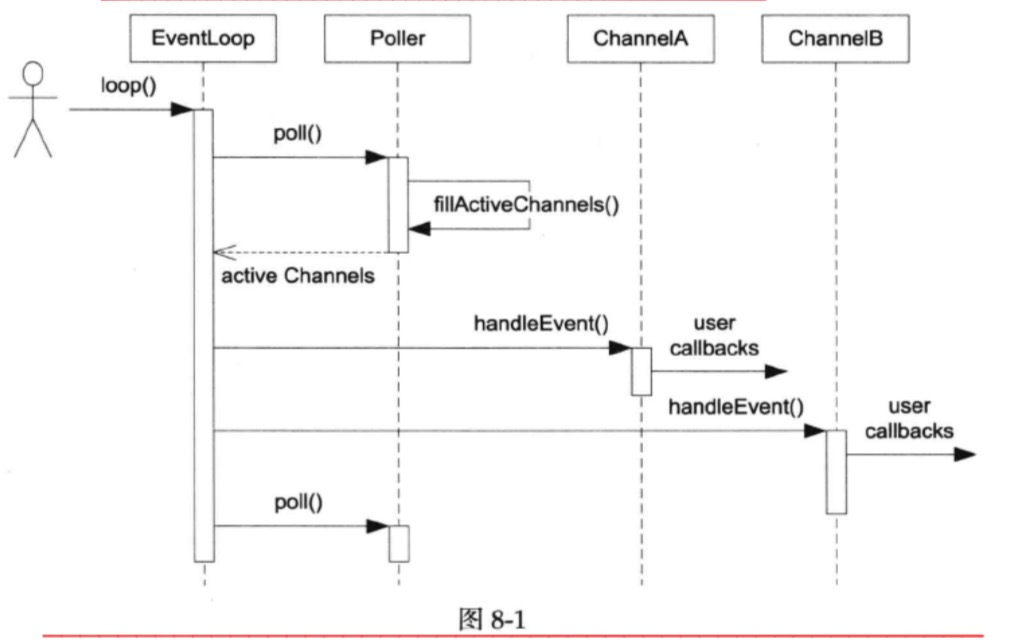 EventLoop
Poller
ChannelA
ChannelB
loop()
poll()
fillActiveChannels()
active Channels
handleEvent()
user
callbacks
handleEvent()
user
callbacks
poll()
图 8-1